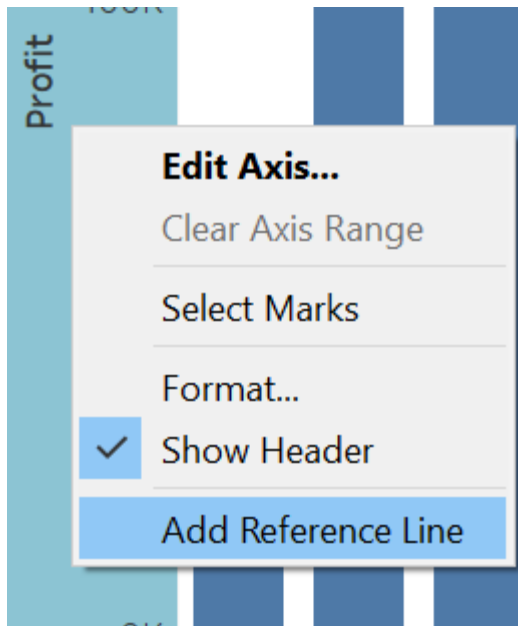 Profit
Edit Axis...
Clear Axis Range
Select Marks
Format...
Show Header
Add Reference Line